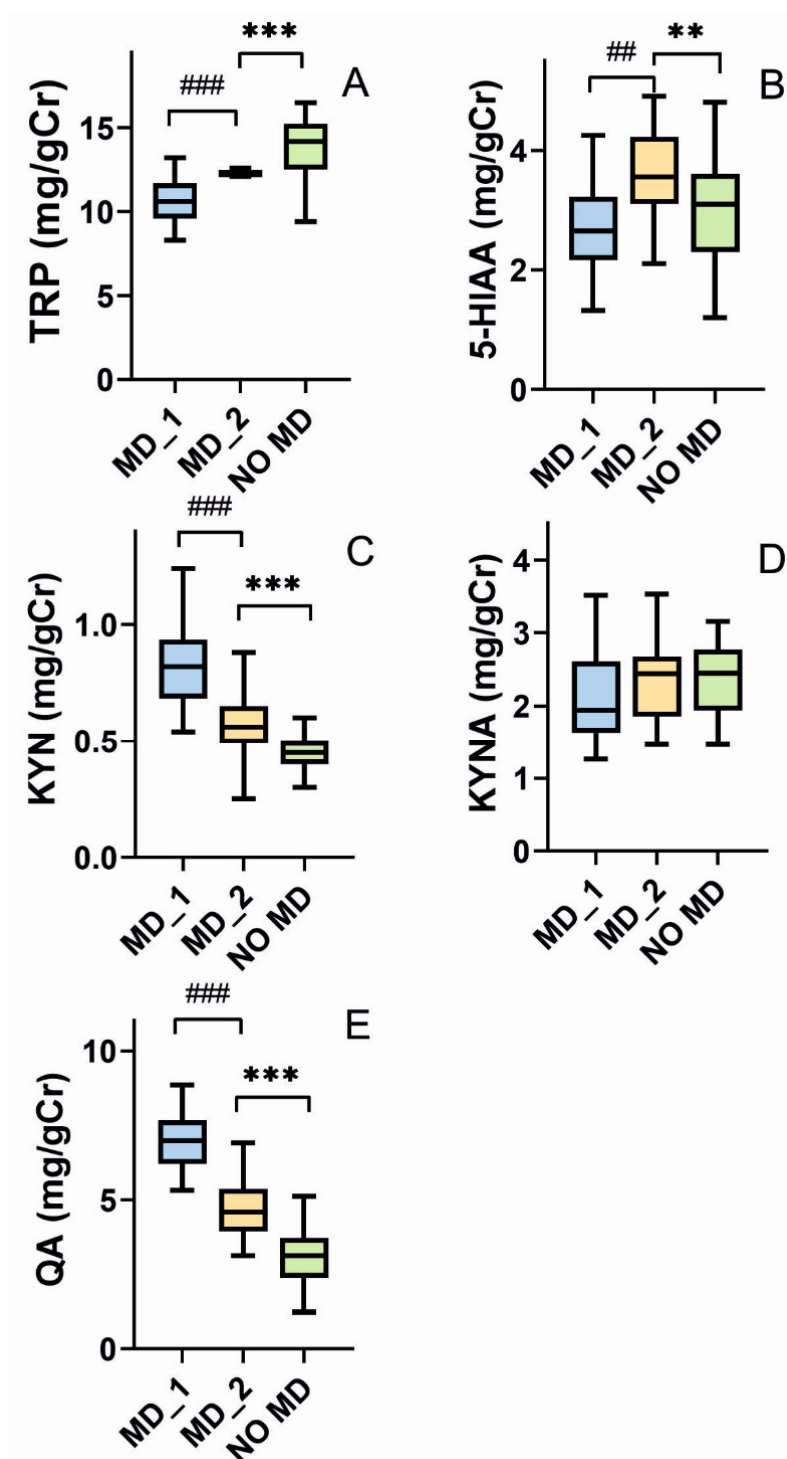 ***
###
A
TRP (mg/gCr)
15
10
5
0
MD_1
MD_2
NO MD
**
##
B
5-HIAA (mg/gCr)
4
2
0
MD_1
MD_2
NO MD
###
***
C
KYN (mg/gCr)
1.0
0.5
0.0
MD_1
MD_2
NO MD
D
KYNA (mg/gCr)
4
3
2
1
0
MD_1
MD_2
NO MD
###
***
E
QA (mg/gCr)
10
5
0
MD_1
MD_2
NO MD